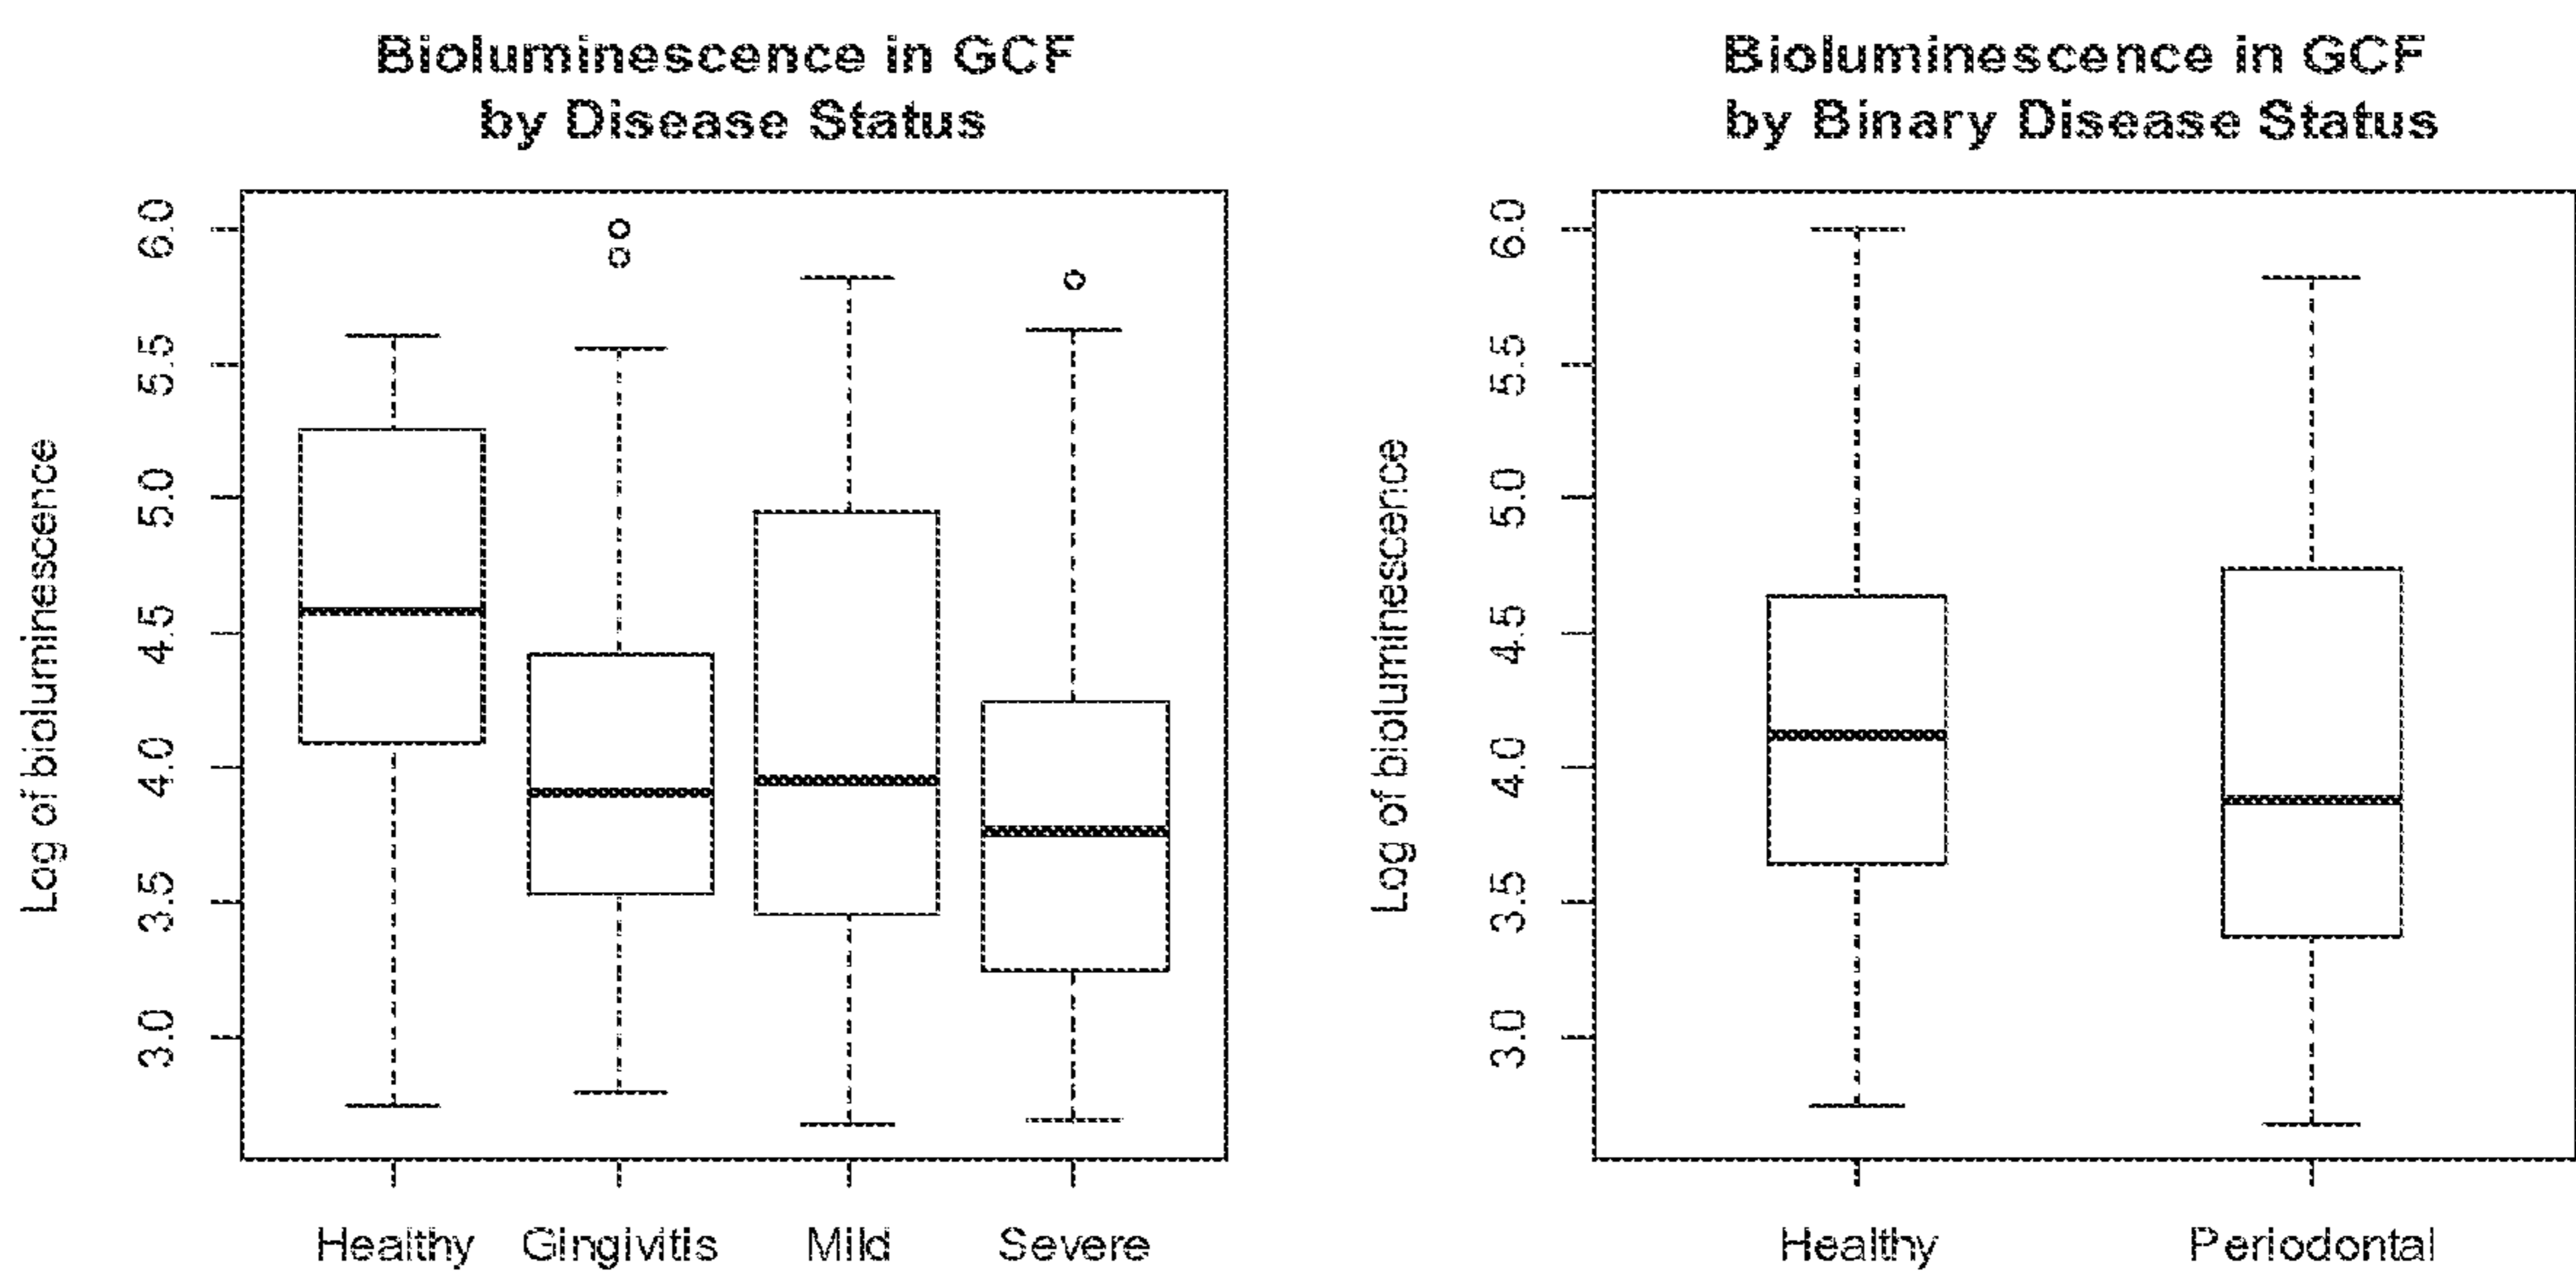 Bioluminescence in GCF
by Disease Status
Log of bioluminescence
6.0
5.5
5.0
4.5
4.0
3.5
3.0
Healthy Gingivitis Mild Severe
Bioluminescence in GCF
by Binary Disease Status
Log of bioluminescence
6.0
5.5
5.0
4.5
4.0
3.5
3.0
Healthy Periodontal